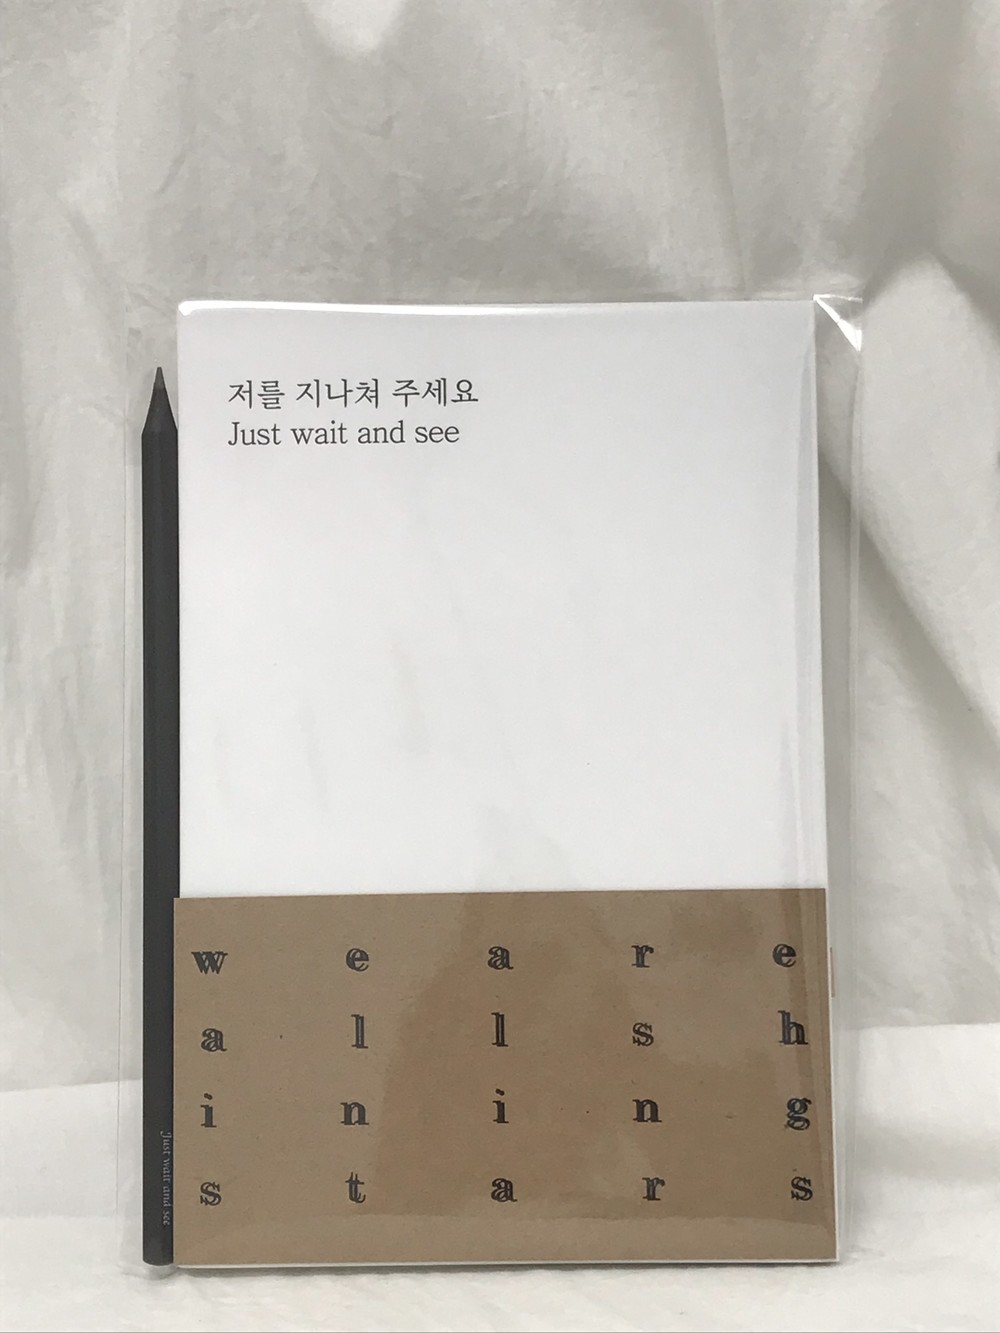 저를 지나쳐 주세요
Just wait and see
w e a r e
a l l s h
i n i n g
s t a r s
Just wait and see